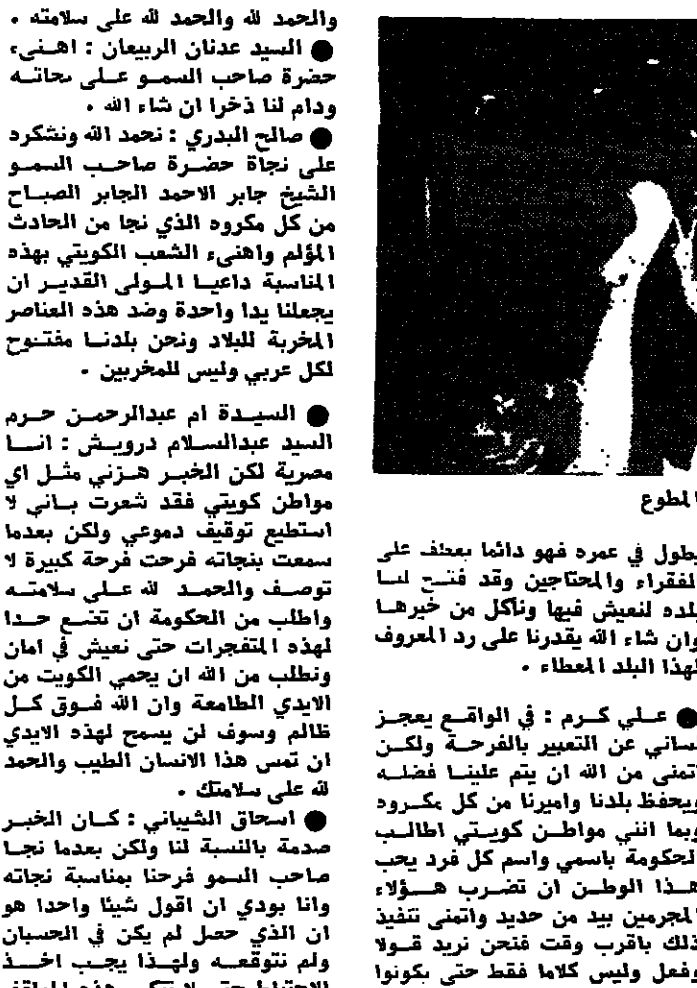 المطوع
يطول في عمره فهو دائما يعطف على
الفقراء والمحتاجين وقد فتح لنا
بلده لنعيش فيها ونأكل من خيرها
وان شاء الله يقدرنا على رد المعروف
لهذا البلد المعطاء .
● علي كرم : في الواقع يعجز
لساني عن التعبير بالفرحة ولكن
اتمنى من الله ان يتم علينا فضله
ويحفظ بلدنا واميرنا من كل مكروه
وبما انني مواطن كويتي اطالب
الحكومة باسمي واسم كل فرد يحب
هذا الوطن ان تضرب هؤلاء
المجرمين بيد من حديد واتمنى تنفيذ
ذلك باقرب وقت فنحن نريد قولا
وفعل وليس كلاما فقط حتى يكونوا
والحمد لله والحمد لله على سلامته .
● السيد عدنان الربيعان : اهنىء
حضرة صاحب السمو على نجاته
ودام لنا ذخرا ان شاء الله .
● صالح البدري : نحمد الله ونشكره
على نجاة حضرة صاحب السمو
الشيخ جابر الاحمد الجابر الصباح
من كل مكروه الذي نجا من الحادث
المؤلم واهنىء الشعب الكويتي بهذه
المناسبة داعيا المولى القدير ان
يجعلنا يدا واحدة وضد هذه العناصر
المخربة للبلاد ونحن بلدنا مفتوح
لكل عربي وليس للمخربين .
● السيدة ام عبدالرحمن حرم
السيد عبدالسلام درويش : انا
مصرية لكن الخبر هزني مثل اي
مواطن كويتي فقد شعرت باني لا
استطيع توقيف دموعي ولكن بعدما
سمعت بنجاته فرحت فرحة كبيرة لا
توصف والحمد لله على سلامته
واطلب من الحكومة ان تضع حدا
لهذه المتفجرات حتى نعيش في امان
ونطلب من الله ان يحمي الكويت من
الايدي الطامعة وان الله فوق كل
ظالم وسوف لن يسمح لهذه الايدي
ان تمس هذا الانسان الطيب والحمد
لله على سلامتك .
● اسحاق الشيباني : كان الخبر
صدمة بالنسبة لنا ولكن بعدما نجا
صاحب السمو فرحنا بمناسبة نجاته
وانا بودي ان اقول شيئا واحدا هو
ان الذي حصل لم يكن في الحسبان
ولم نتوقعه ولهذا يجب اخذ